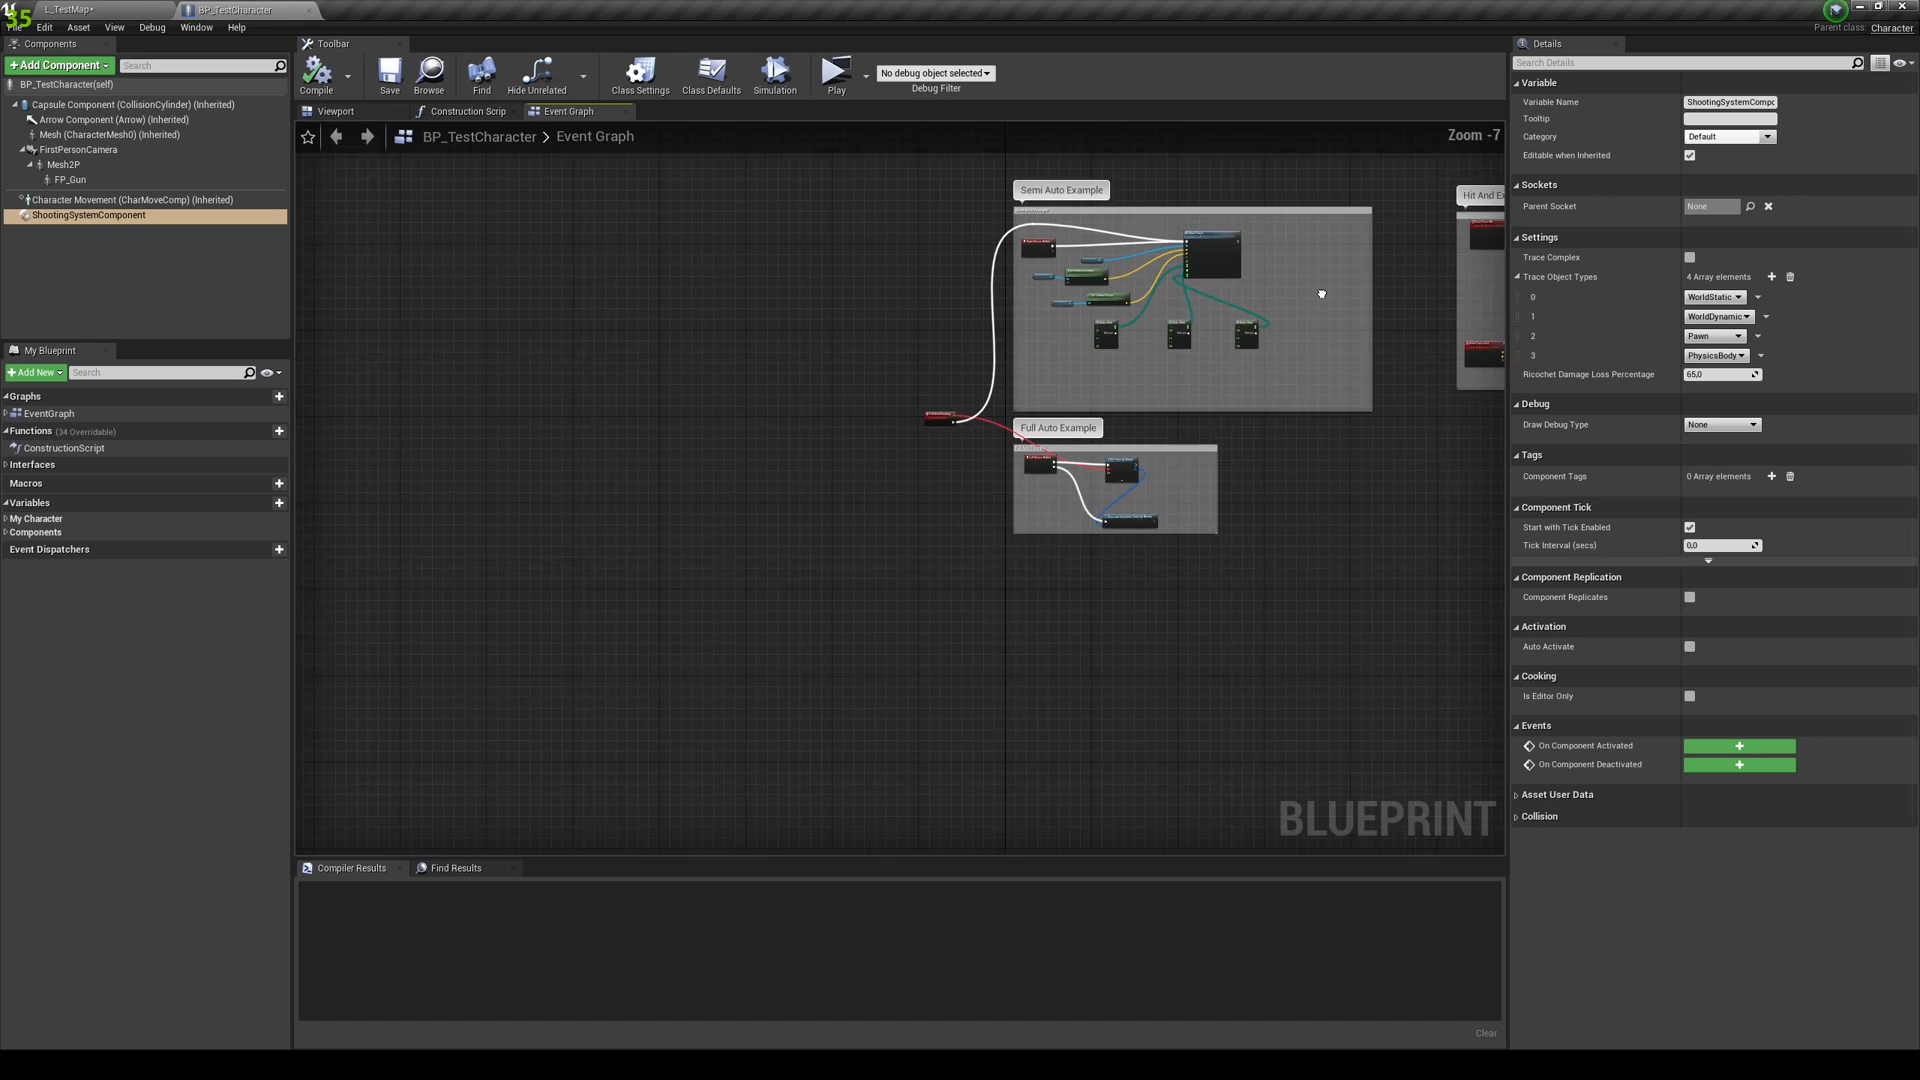 35
L_TestMap*
BP_TestCharacter
File Edit Asset View Debug Window Help
Parent class: Character
Components
+Add Component
Search
BP_TestCharacter(self)
Capsule Component (CollisionCylinder) (Inherited)
Arrow Component (Arrow) (Inherited)
Mesh (CharacterMesh0) (Inherited)
FirstPersonCamera
Mesh2P
FP_Gun
Character Movement (CharMoveComp) (Inherited)
ShootingSystemComponent
My Blueprint
+Add New
Search
Graphs
EventGraph
Functions (34 Overridable)
ConstructionScript
Interfaces
Macros
Variables
My Character
Components
Event Dispatchers
Toolbar
Compile
Save
Browse
Find
Hide Unrelated
Class Settings
Class Defaults
Simulation
Play
No debug object selected
Debug Filter
Viewport
Construction Scrip
Event Graph
BP_TestCharacter > Event Graph
Zoom -7
Semi Auto Example
Hit And Ex
Full Auto Example
BLUEPRINT
Compiler Results
Find Results
Clear
Details
Search Details
Variable
Variable Name ShootingSystemCompc
Tooltip
Category Default
Editable when Inherited
Sockets
Parent Socket None
Settings
Trace Complex
Trace Object Types 4 Array elements
0 WorldStatic
1 WorldDynamic
2 Pawn
3 PhysicsBody
Ricochet Damage Loss Percentage 65,0
Debug
Draw Debug Type None
Tags
Component Tags 0 Array elements
Component Tick
Start with Tick Enabled
Tick Interval (secs) 0,0
Component Replication
Component Replicates
Activation
Auto Activate
Cooking
Is Editor Only
Events
On Component Activated
On Component Deactivated
Asset User Data
Collision